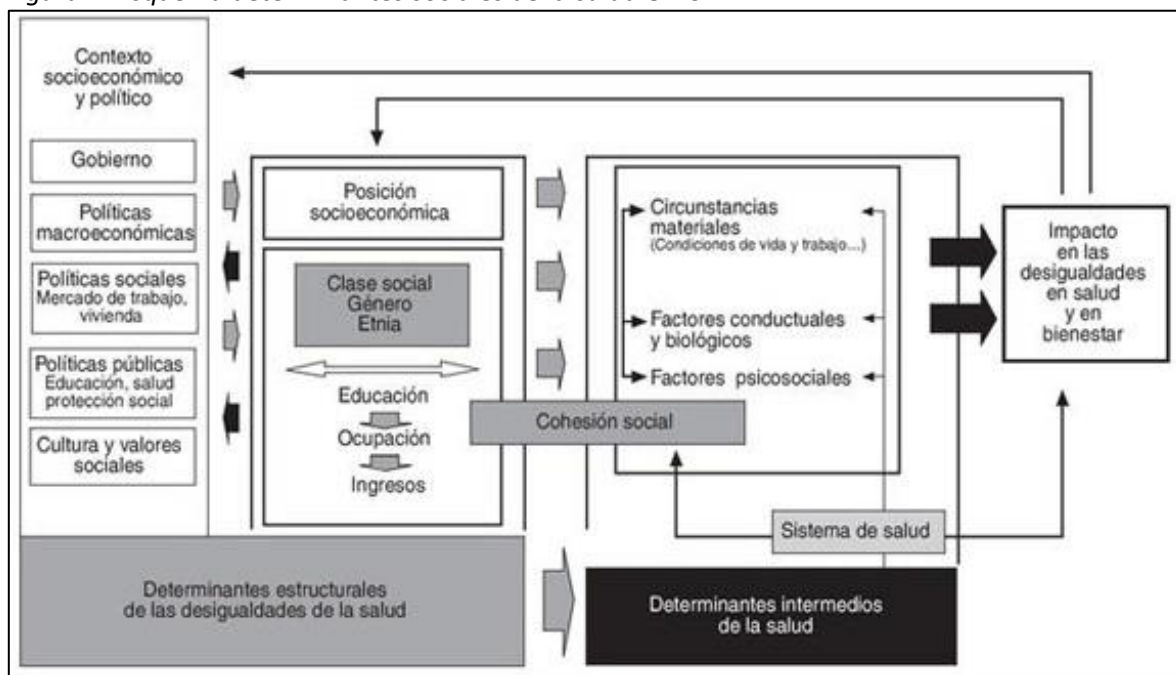 Contexto
socioeconómico
y político
Gobierno
Políticas
macroeconómicas
Políticas sociales
Mercado de trabajo,
vivienda
Políticas públicas
Educación, salud
protección social
Cultura y valores
sociales
Posición
socioeconómica
Clase social
Género
Etnia
Educación
Ocupación
Ingresos
Cohesión social
Circunstancias
materiales
(Condiciones de vida y trabajo...)
Factores conductuales
y biológicos
Factores psicosociales
Sistema de salud
Impacto
en las
desigualdades
en salud
y en
bienestar
Determinantes estructurales
de las desigualdades de la salud
Determinantes intermedios
de la salud